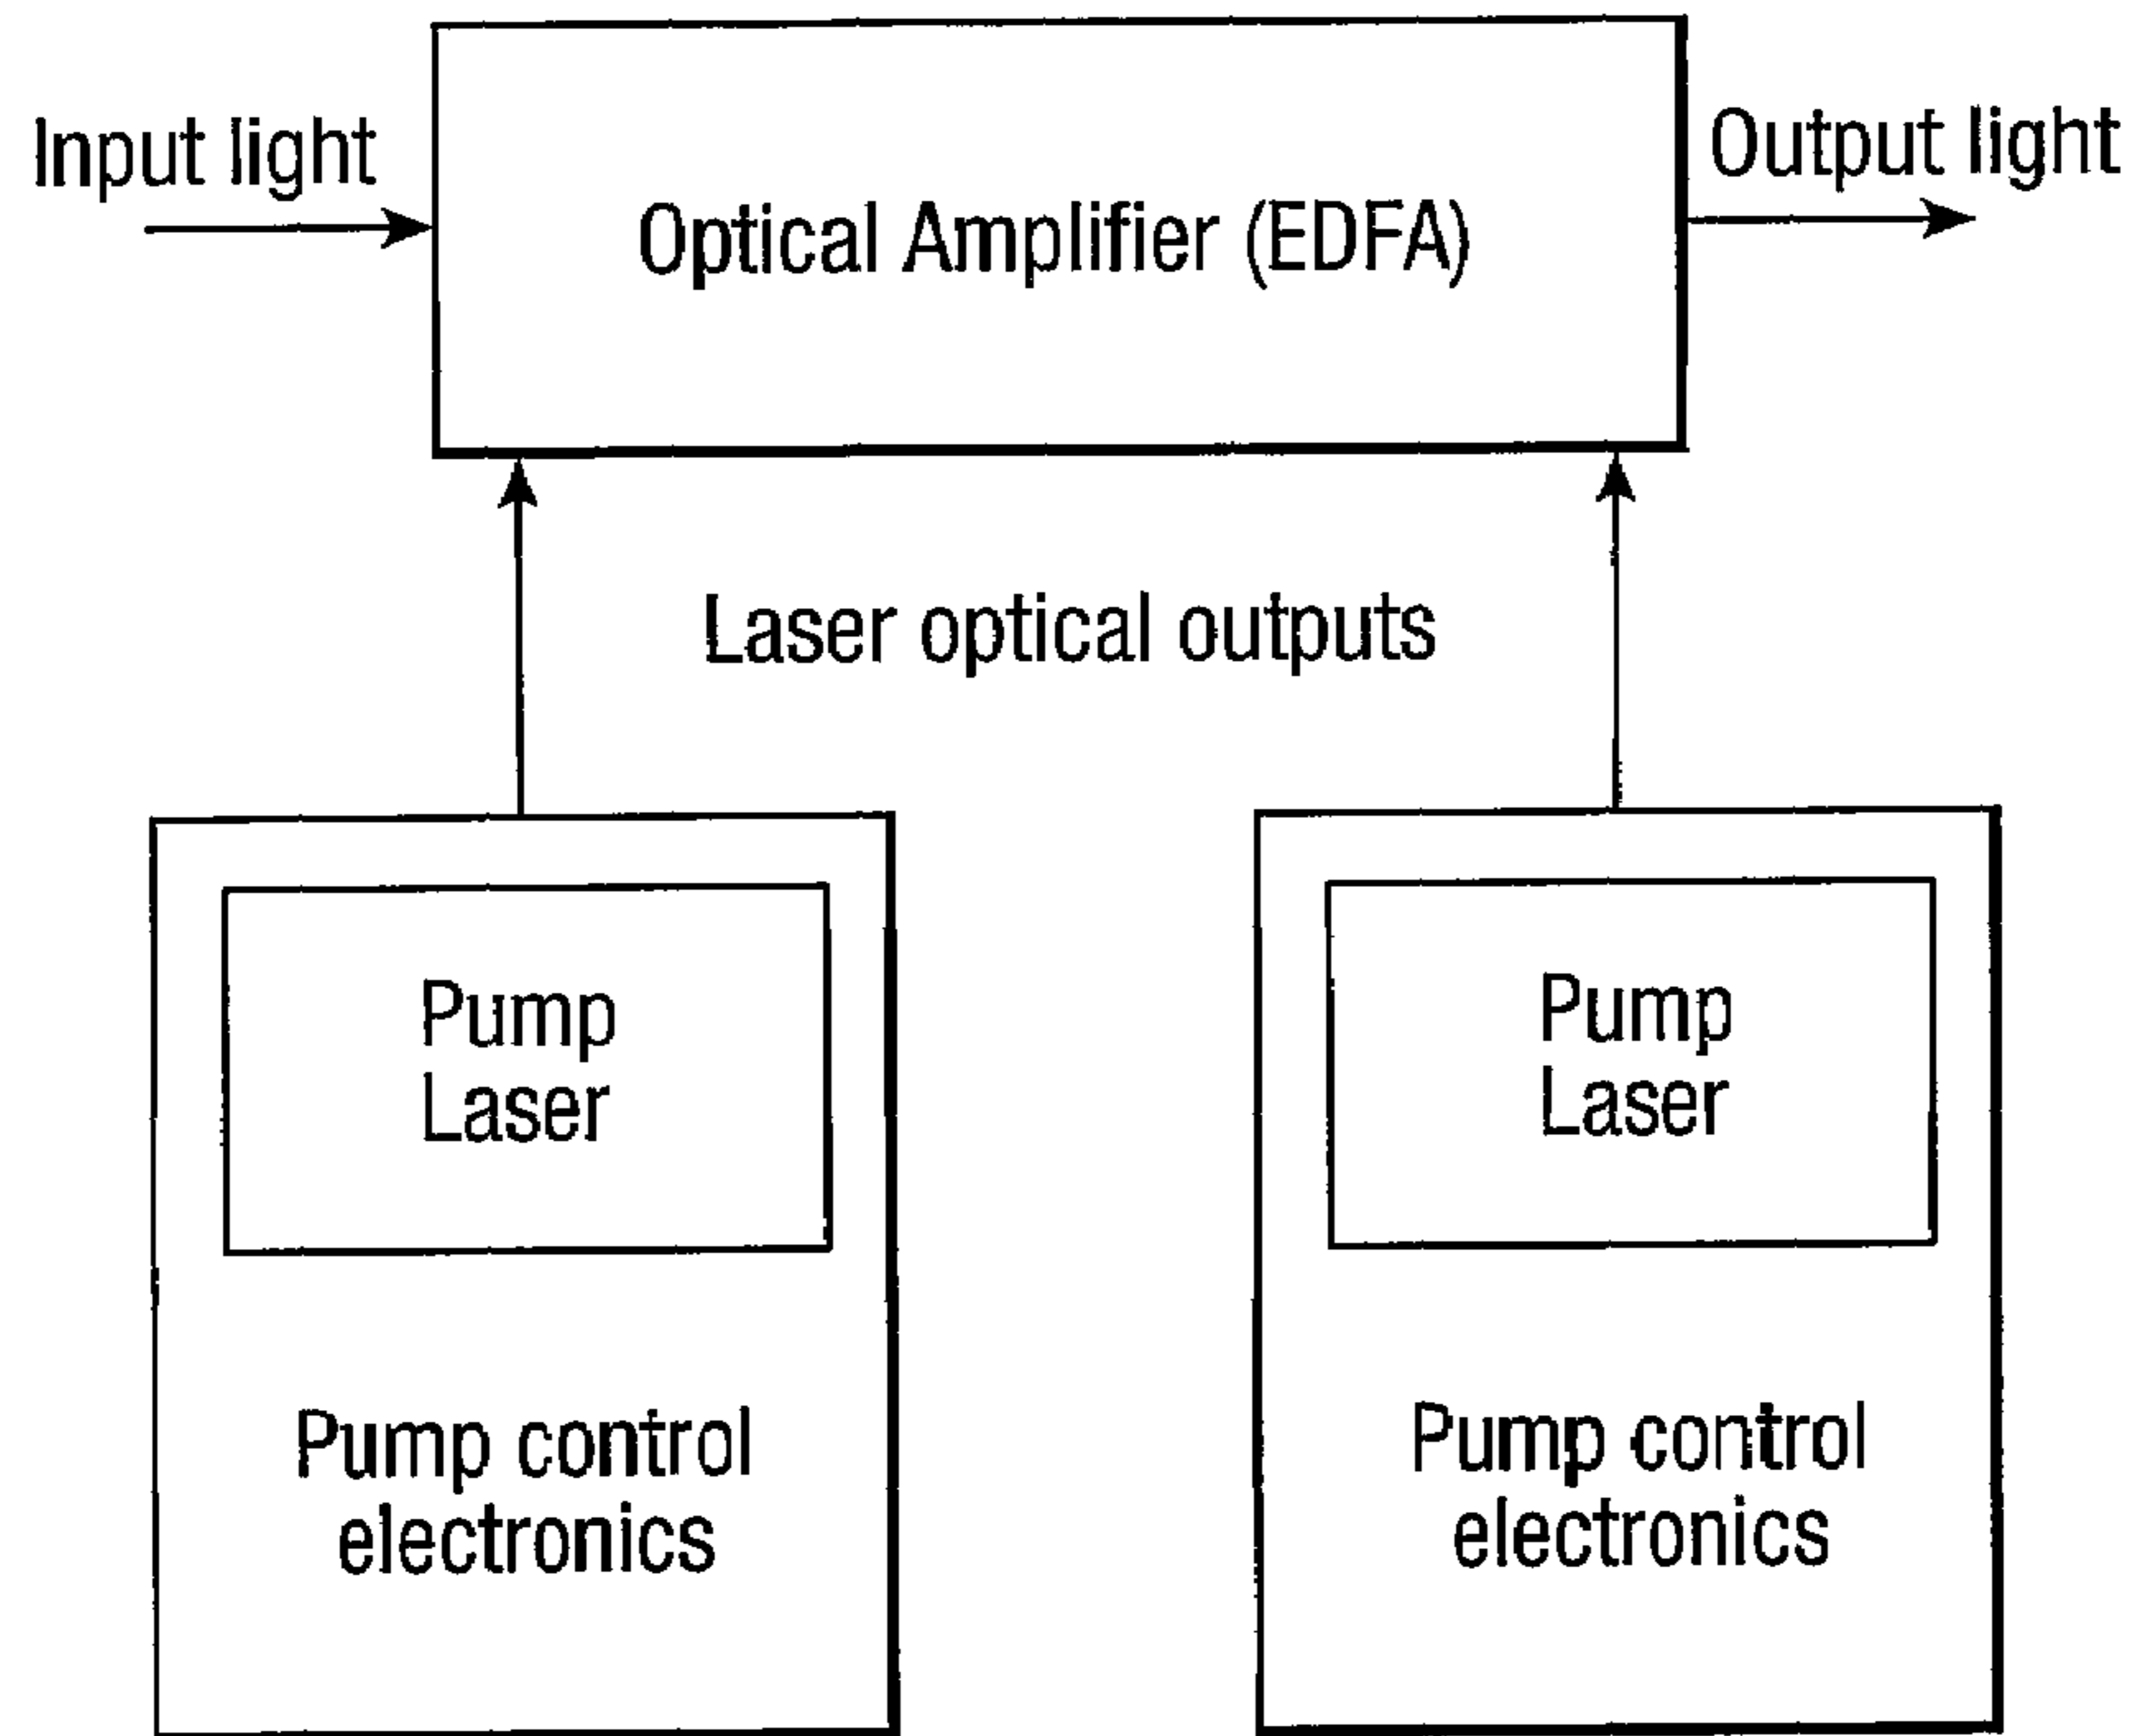 Input light
Optical Amplifier (EDFA)
Output light
Laser optical outputs
Pump
Laser
Pump control
electronics
Pump
Laser
Pump control
electronics